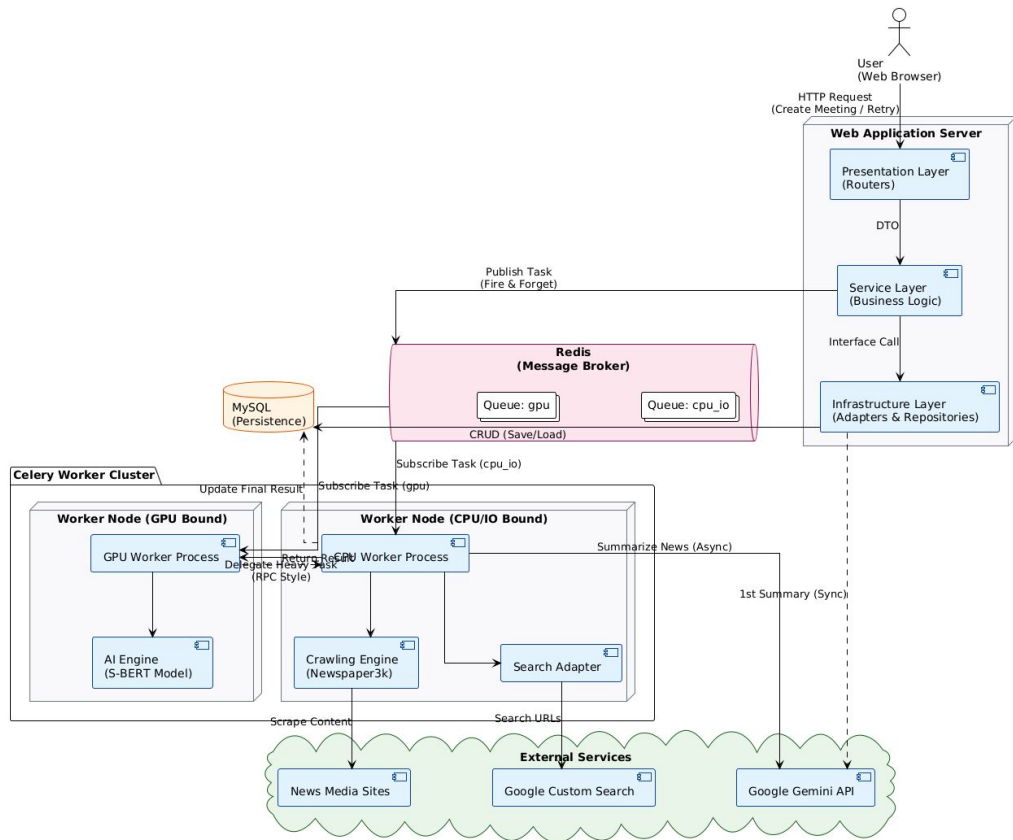 User
(Web Browser)
HTTP Request
(Create Meeting / Retry)
Web Application Server
Presentation Layer
(Routers)
DTO
Service Layer
(Business Logic)
Publish Task
(Fire & Forget)
Interface Call
Redis
(Message Broker)
Queue: gpu
Queue: cpu_io
MySQL
(Persistence)
Infrastructure Layer
(Adapters & Repositories)
CRUD (Save/Load)
Subscribe Task (cpu_io)
Celery Worker Cluster
Update Final Result
Subscribe Task (gpu)
Worker Node (GPU Bound)
Worker Node (CPU/IO Bound)
GPU Worker Process
Return Result
CPU Worker Process
Delegate Heavy Task
(RPC Style)
Summarize News (Async)
1st Summary (Sync)
AI Engine
(S-BERT Model)
Crawling Engine
(Newspaper3k)
Search Adapter
Scrape Content
Search URLs
External Services
News Media Sites
Google Custom Search
Google Gemini API